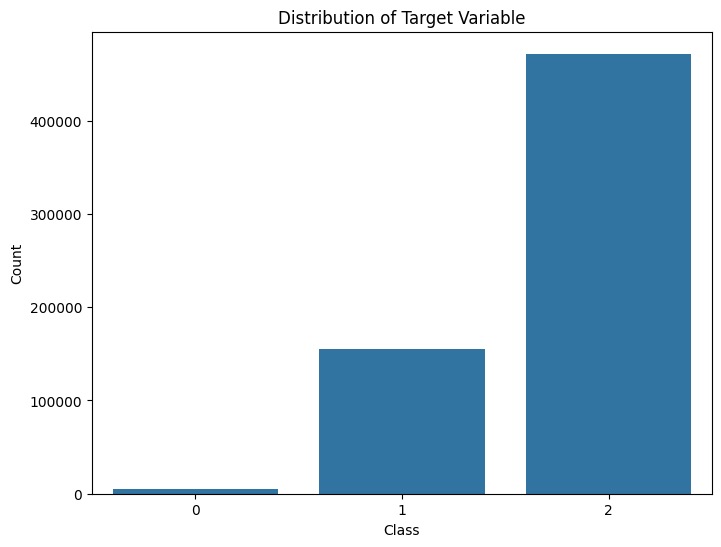 Distribution of Target Variable
Count
400000
300000
200000
100000
0
0 1 2
Class